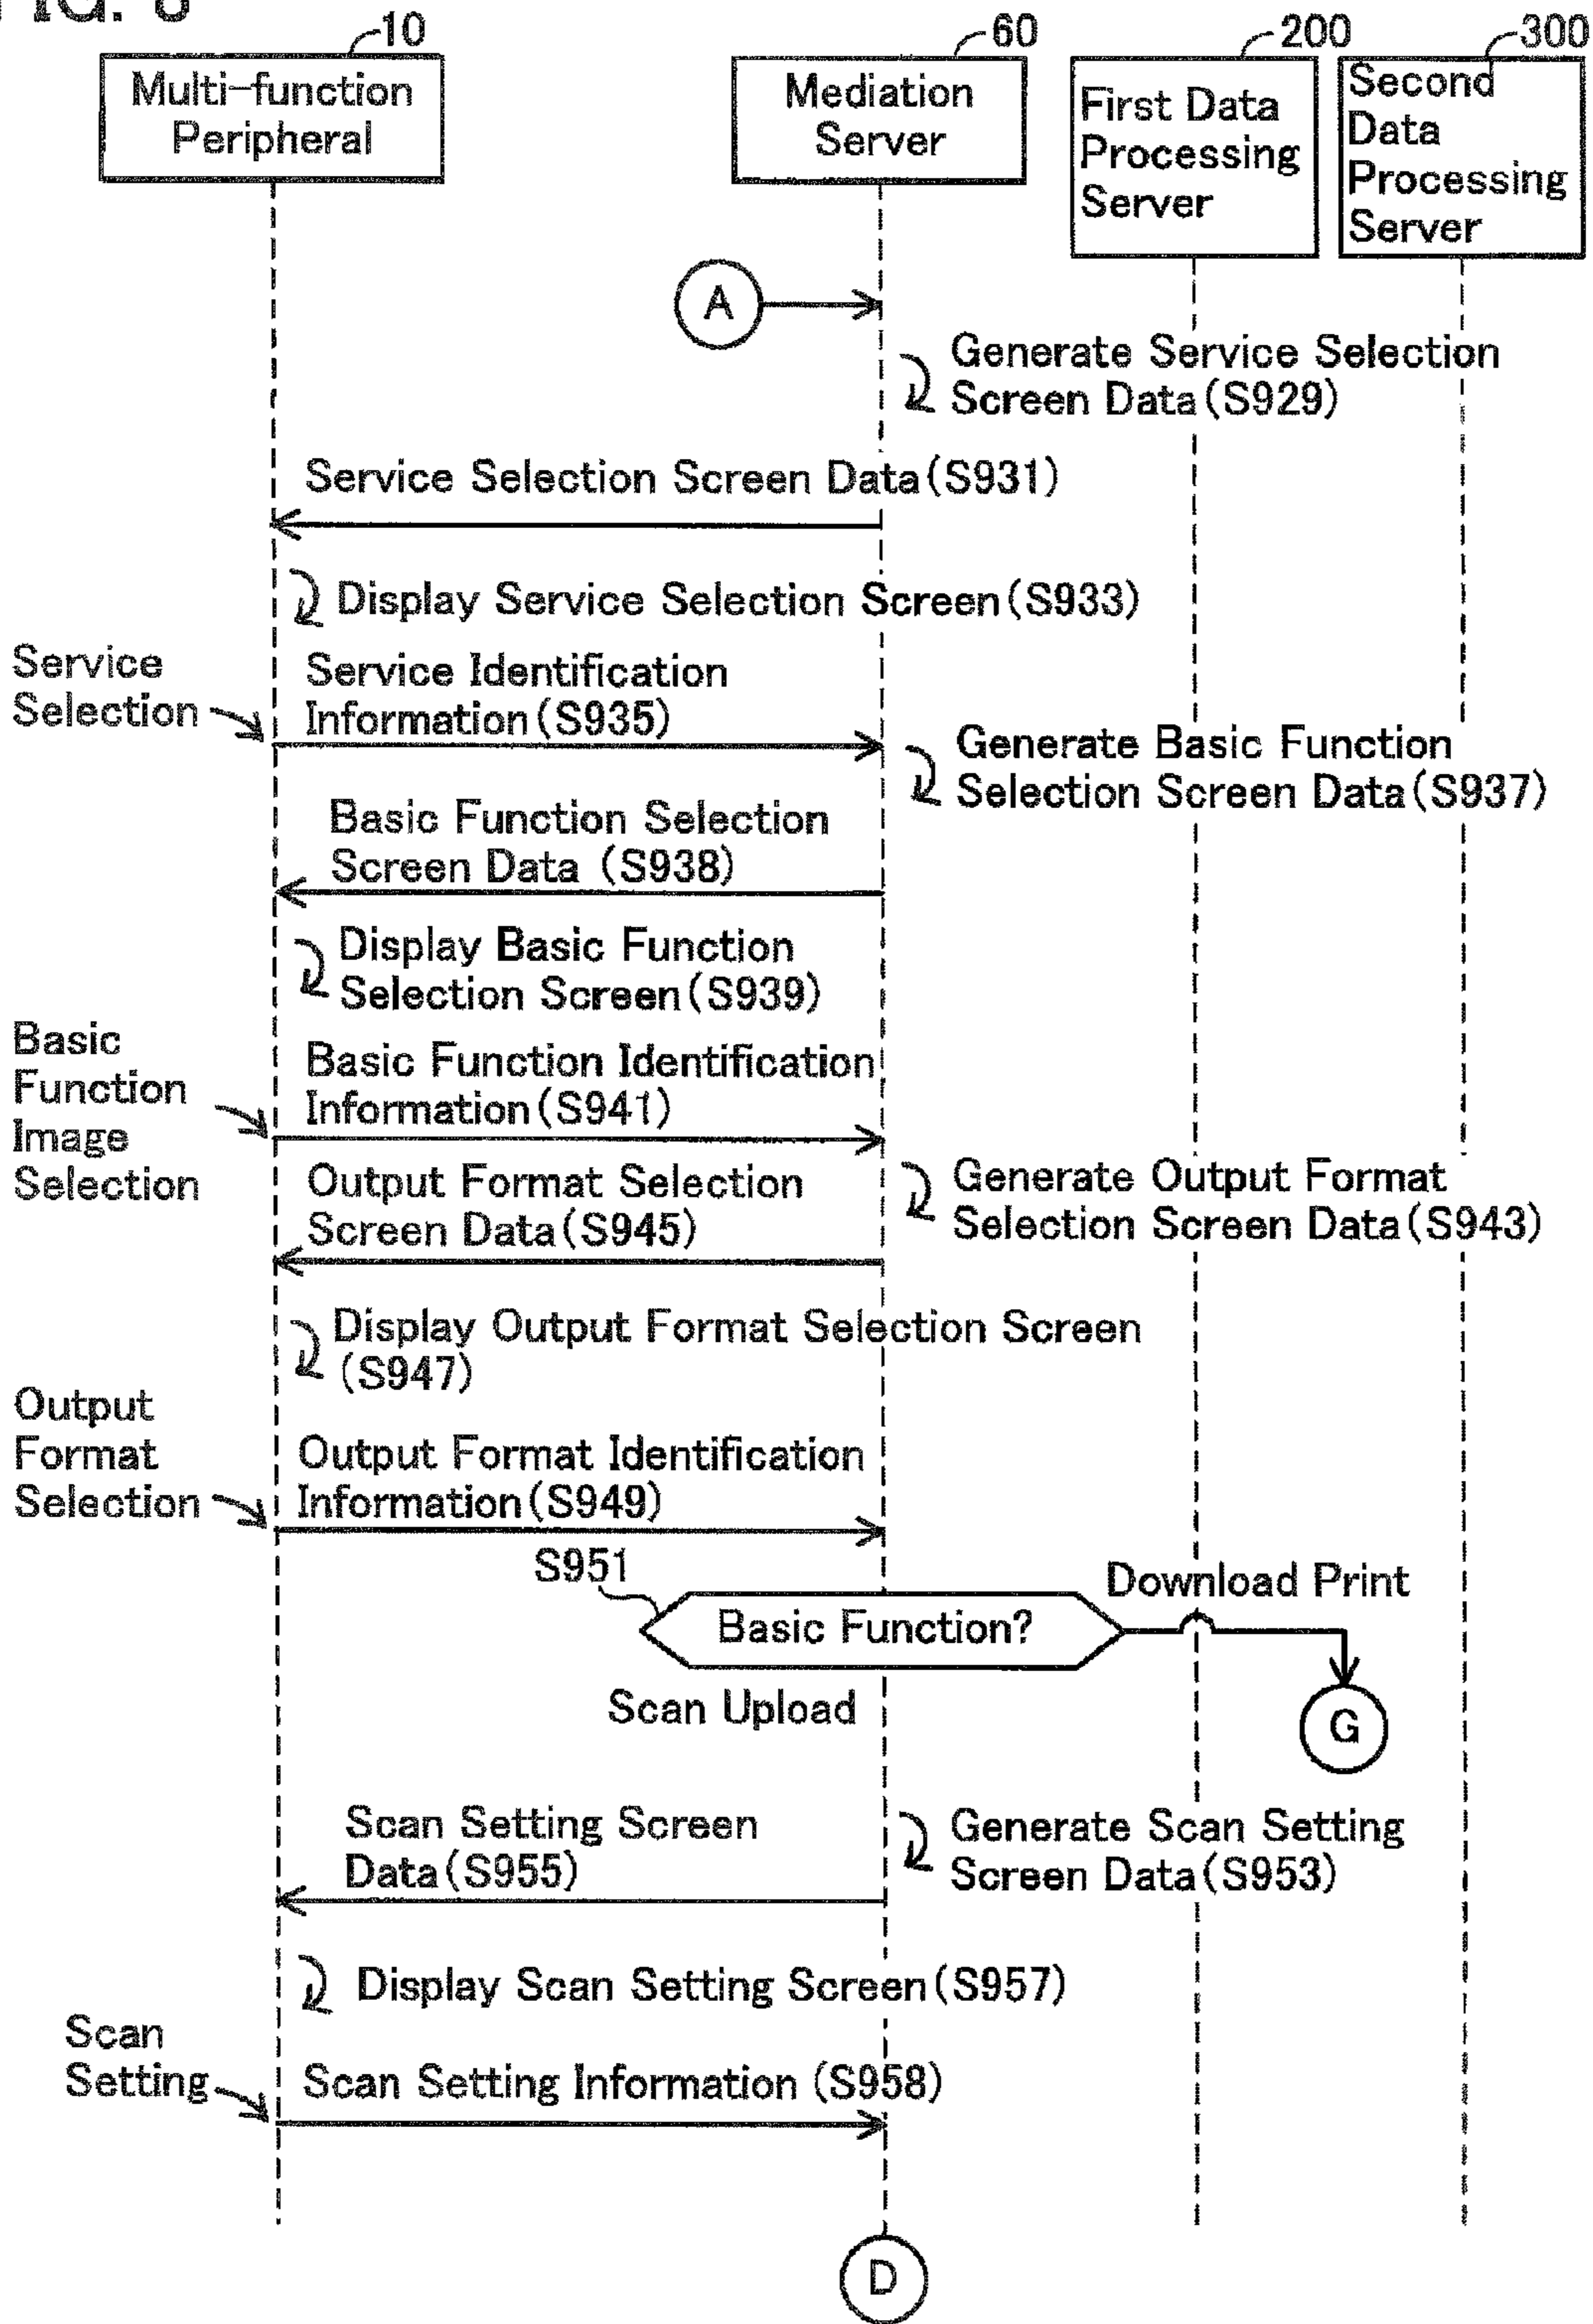 10
60
200
300
Multi-function
Peripheral
Mediation
Server
First Data
Processing
Server
Second
Data
Processing
Server
A
Generate Service Selection
Screen Data(S929)
Service Selection Screen Data(S931)
Display Service Selection Screen(S933)
Service
Selection
Service Identification
Information(S935)
Generate Basic Function
Selection Screen Data(S937)
Basic Function Selection
Screen Data (S938)
Display Basic Function
Selection Screen(S939)
Basic
Function
Image
Selection
Basic Function Identification
Information(S941)
Generate Output Format
Selection Screen Data(S943)
Output Format Selection
Screen Data(S945)
Display Output Format Selection Screen
(S947)
Output
Format
Selection
Output Format Identification
Information(S949)
S951
Basic Function?
Download Print
G
Scan Upload
Generate Scan Setting
Screen Data(S953)
Scan Setting Screen
Data(S955)
Display Scan Setting Screen(S957)
Scan
Setting
Scan Setting Information (S958)
D